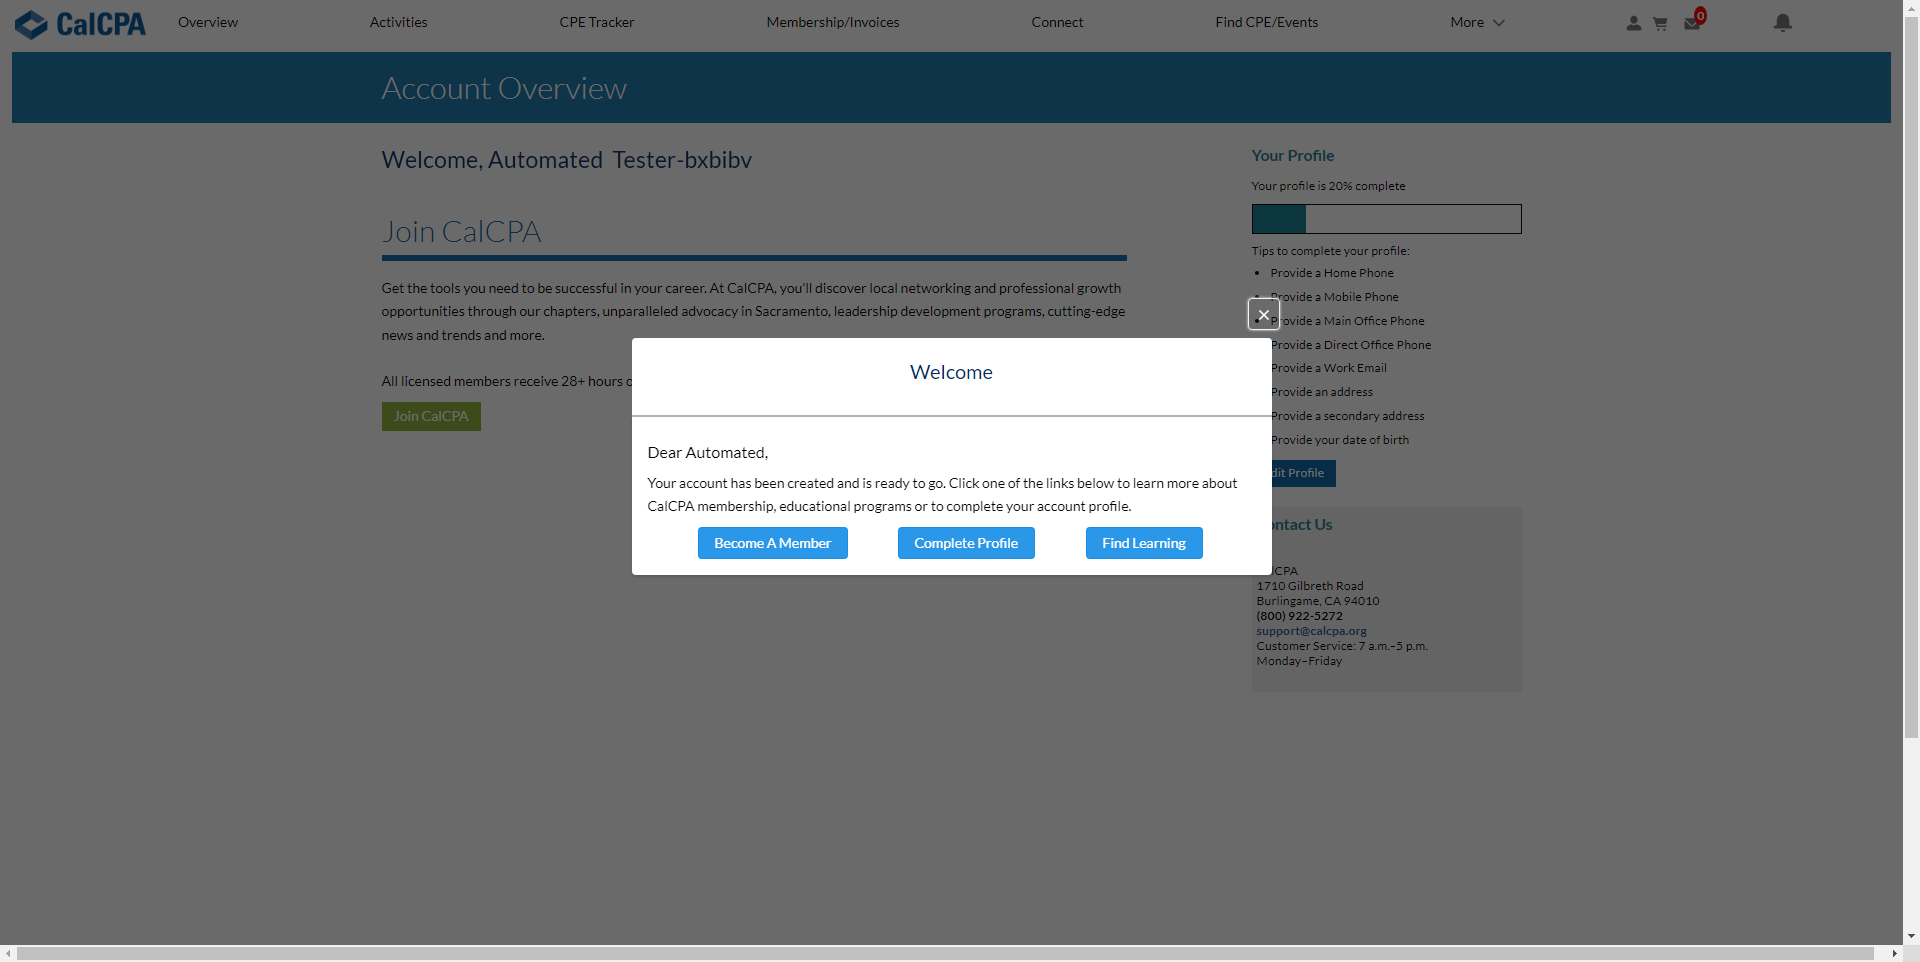 CalCPA
Overview
Activities
CPE Tracker
Membership/Invoices
Connect
Find CPE/Events
More
0
Account Overview
Welcome, Automated Tester-bxbibv
Join CalCPA
Get the tools you need to be successful in your career. At CalCPA, you'll discover local networking and professional growth
opportunities through our chapters, unparalleled advocacy in Sacramento, leadership development programs, cutting-edge
news and trends and more.
All licensed members receive 28+ hours
Join CalCPA
Your Profile
Your profile is 20% complete
Tips to complete your profile:
Provide a Home Phone
Provide a Mobile Phone
Provide a Main Office Phone
Provide a Direct Office Phone
Provide a Work Email
Provide an address
Provide a secondary address
Provide your date of birth
dit Profile
ontact Us
CPA
1710 Gilbreth Road
Burlingame, CA 94010
(800) 922-5272
support@calcpa.org
Customer Service: 7 a.m.–5 p.m.
Monday–Friday
Welcome
Dear Automated,
Your account has been created and is ready to go. Click one of the links below to learn more about
CalCPA membership, educational programs or to complete your account profile.
Become A Member
Complete Profile
Find Learning